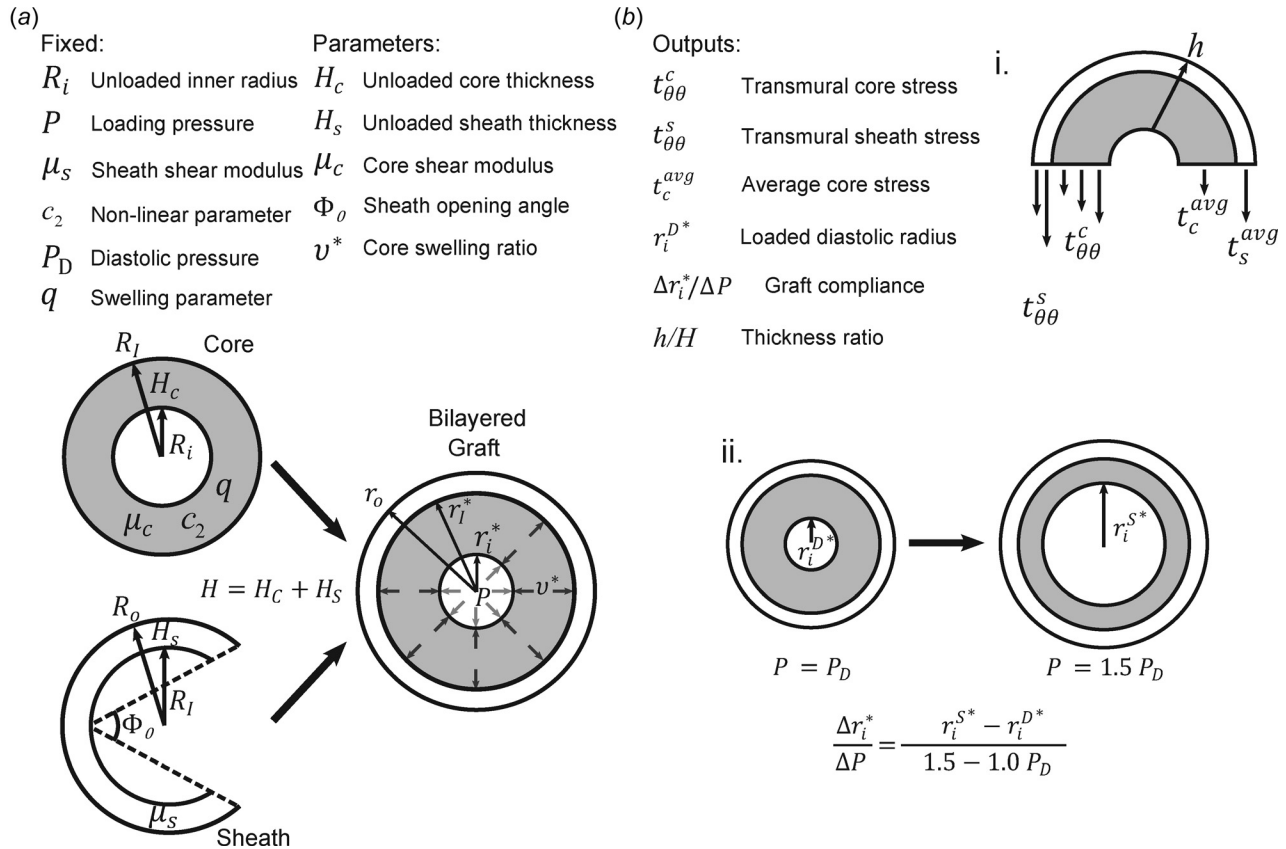 (a)
Fixed:
R_i Unloaded inner radius
P Loading pressure
μ_s Sheath shear modulus
c_2 Non-linear parameter
P_D Diastolic pressure
q Swelling parameter
Parameters:
H_c Unloaded core thickness
H_s Unloaded sheath thickness
μ_c Core shear modulus
Φ_0 Sheath opening angle
υ* Core swelling ratio
R_I
Core
H_c
R_i
q
μ_c
c_2
H = H_C + H_S
R_o
H_s
R_I
Φ_0
μ_s
Sheath
Bilayered
Graft
r_o
r_I^*
r_i^*
P
υ*
(b)
Outputs:
t_θθ^c Transmural core stress
t_θθ^s Transmural sheath stress
t_c^avg Average core stress
r_i^D* Loaded diastolic radius
Δr_i^*/ΔP Graft compliance
h/H Thickness ratio
i.
h
t_θθ^c
t_c^avg
t_s^avg
t_θθ^s
ii.
r_i^D*
r_i^S*
P = P_D
P = 1.5 P_D
Δr_i^*/ΔP = (r_i^S* − r_i^D*)/(1.5 − 1.0 P_D)